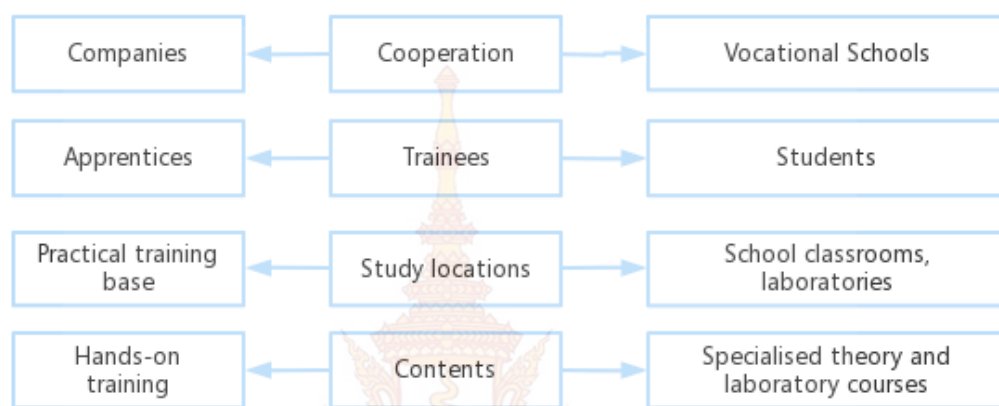 Companies
Cooperation
Vocational Schools
Apprentices
Trainees
Students
Practical training
base
Study locations
School classrooms,
laboratories
Hands-on
training
Contents
Specialised theory and
laboratory courses